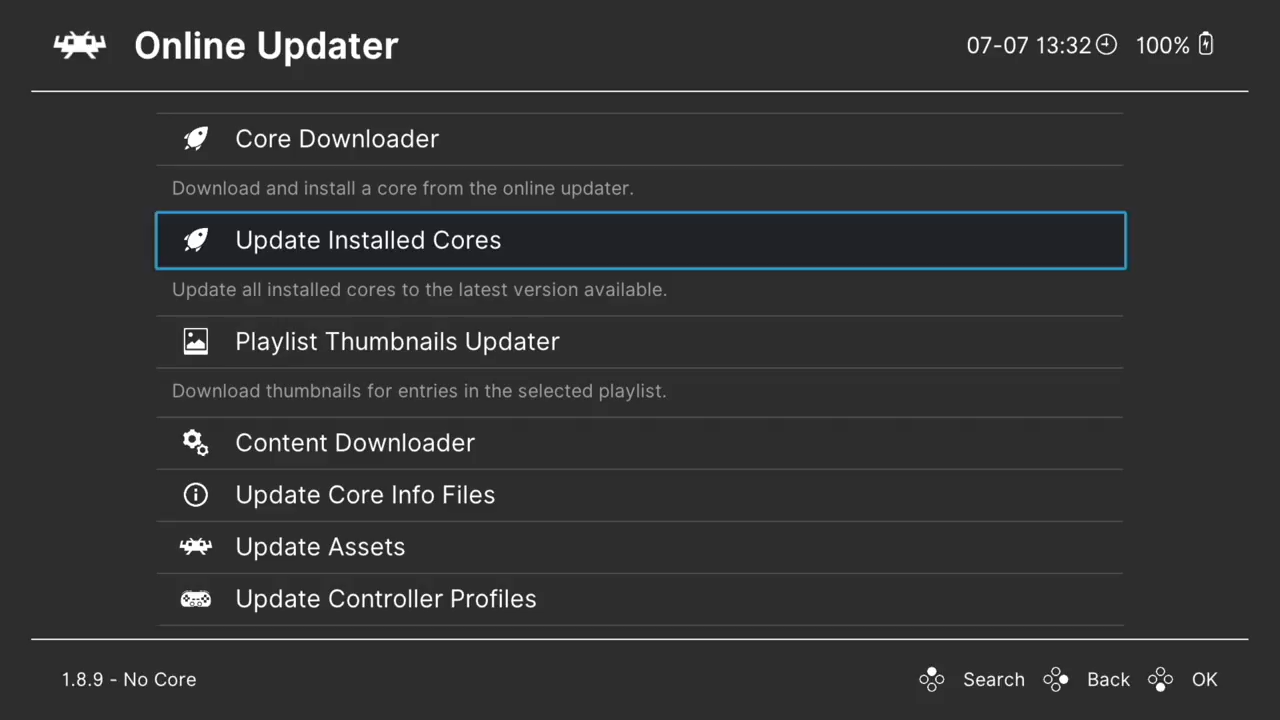 Online Updater
07-07 13:32
100%
Core Downloader
Download and install a core from the online updater.
Update Installed Cores
Update all installed cores to the latest version available.
Playlist Thumbnails Updater
Download thumbnails for entries in the selected playlist.
Content Downloader
Update Core Info Files
Update Assets
Update Controller Profiles
1.8.9 - No Core
Search
Back
OK